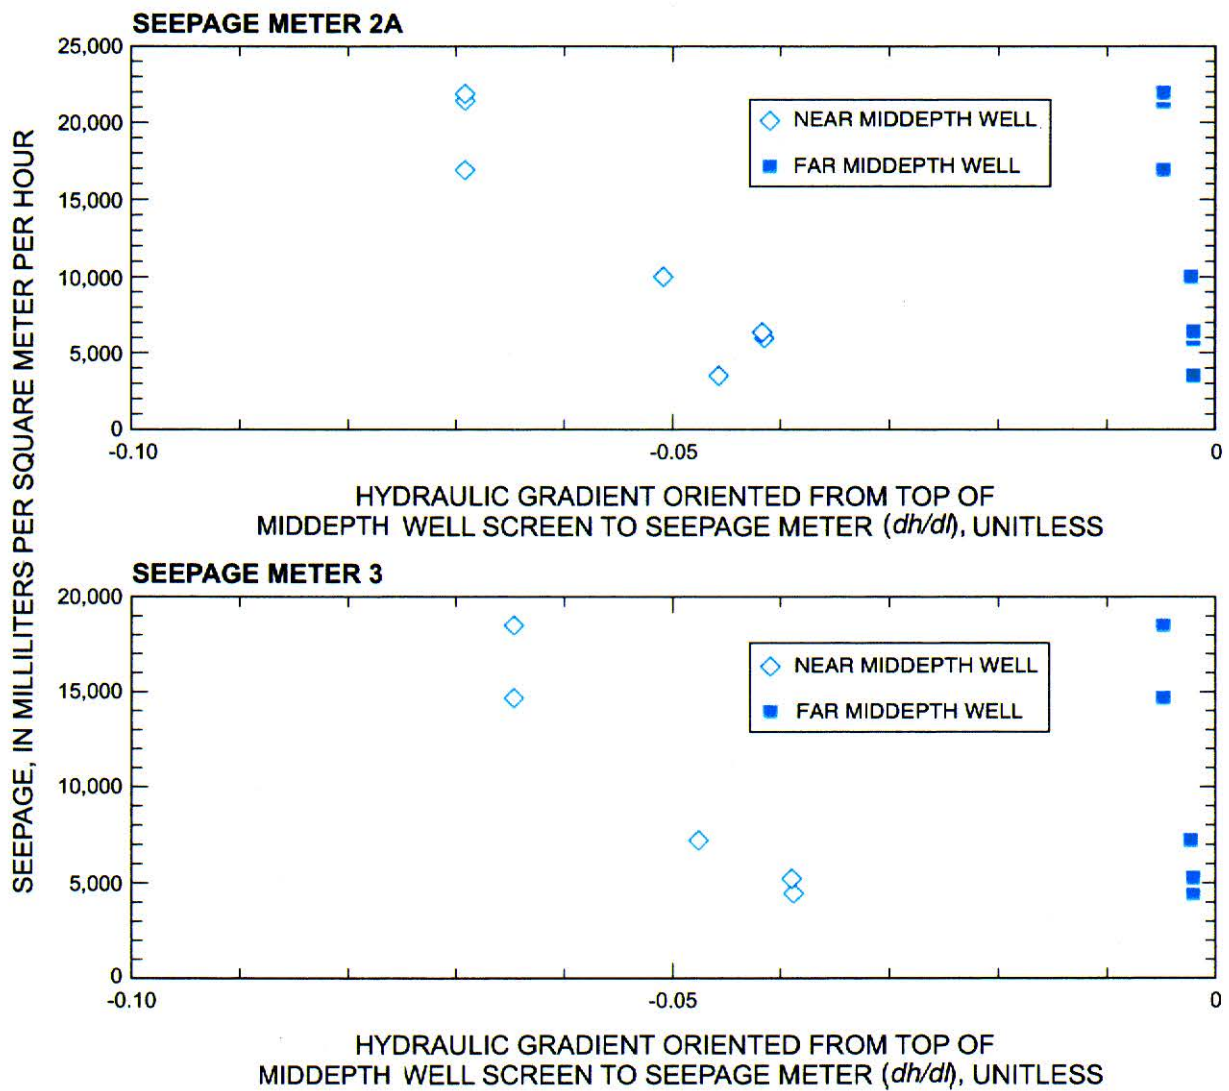 SEEPAGE METER 2A
25,000
20,000
15,000
10,000
5,000
0
-0.10
-0.05
0
NEAR MIDDEPTH WELL
FAR MIDDEPTH WELL
HYDRAULIC GRADIENT ORIENTED FROM TOP OF
MIDDEPTH WELL SCREEN TO SEEPAGE METER (dh/dl), UNITLESS
SEEPAGE, IN MILLILITERS PER SQUARE METER PER HOUR
SEEPAGE METER 3
20,000
15,000
10,000
5,000
0
-0.10
-0.05
0
NEAR MIDDEPTH WELL
FAR MIDDEPTH WELL
HYDRAULIC GRADIENT ORIENTED FROM TOP OF
MIDDEPTH WELL SCREEN TO SEEPAGE METER (dh/dl), UNITLESS